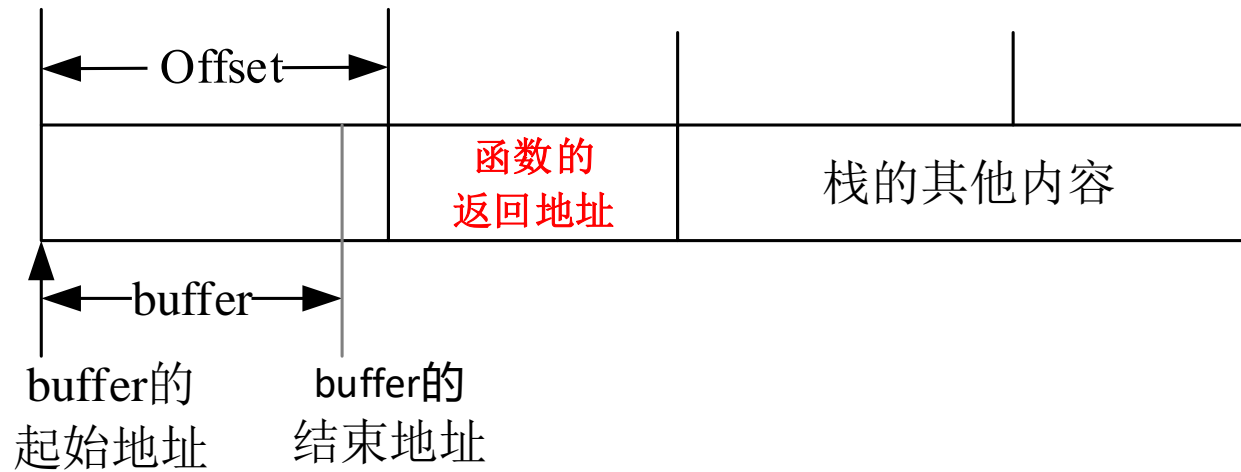 Offset
函数的
返回地址
栈的其他内容
buffer
buffer的
起始地址
buffer的
结束地址